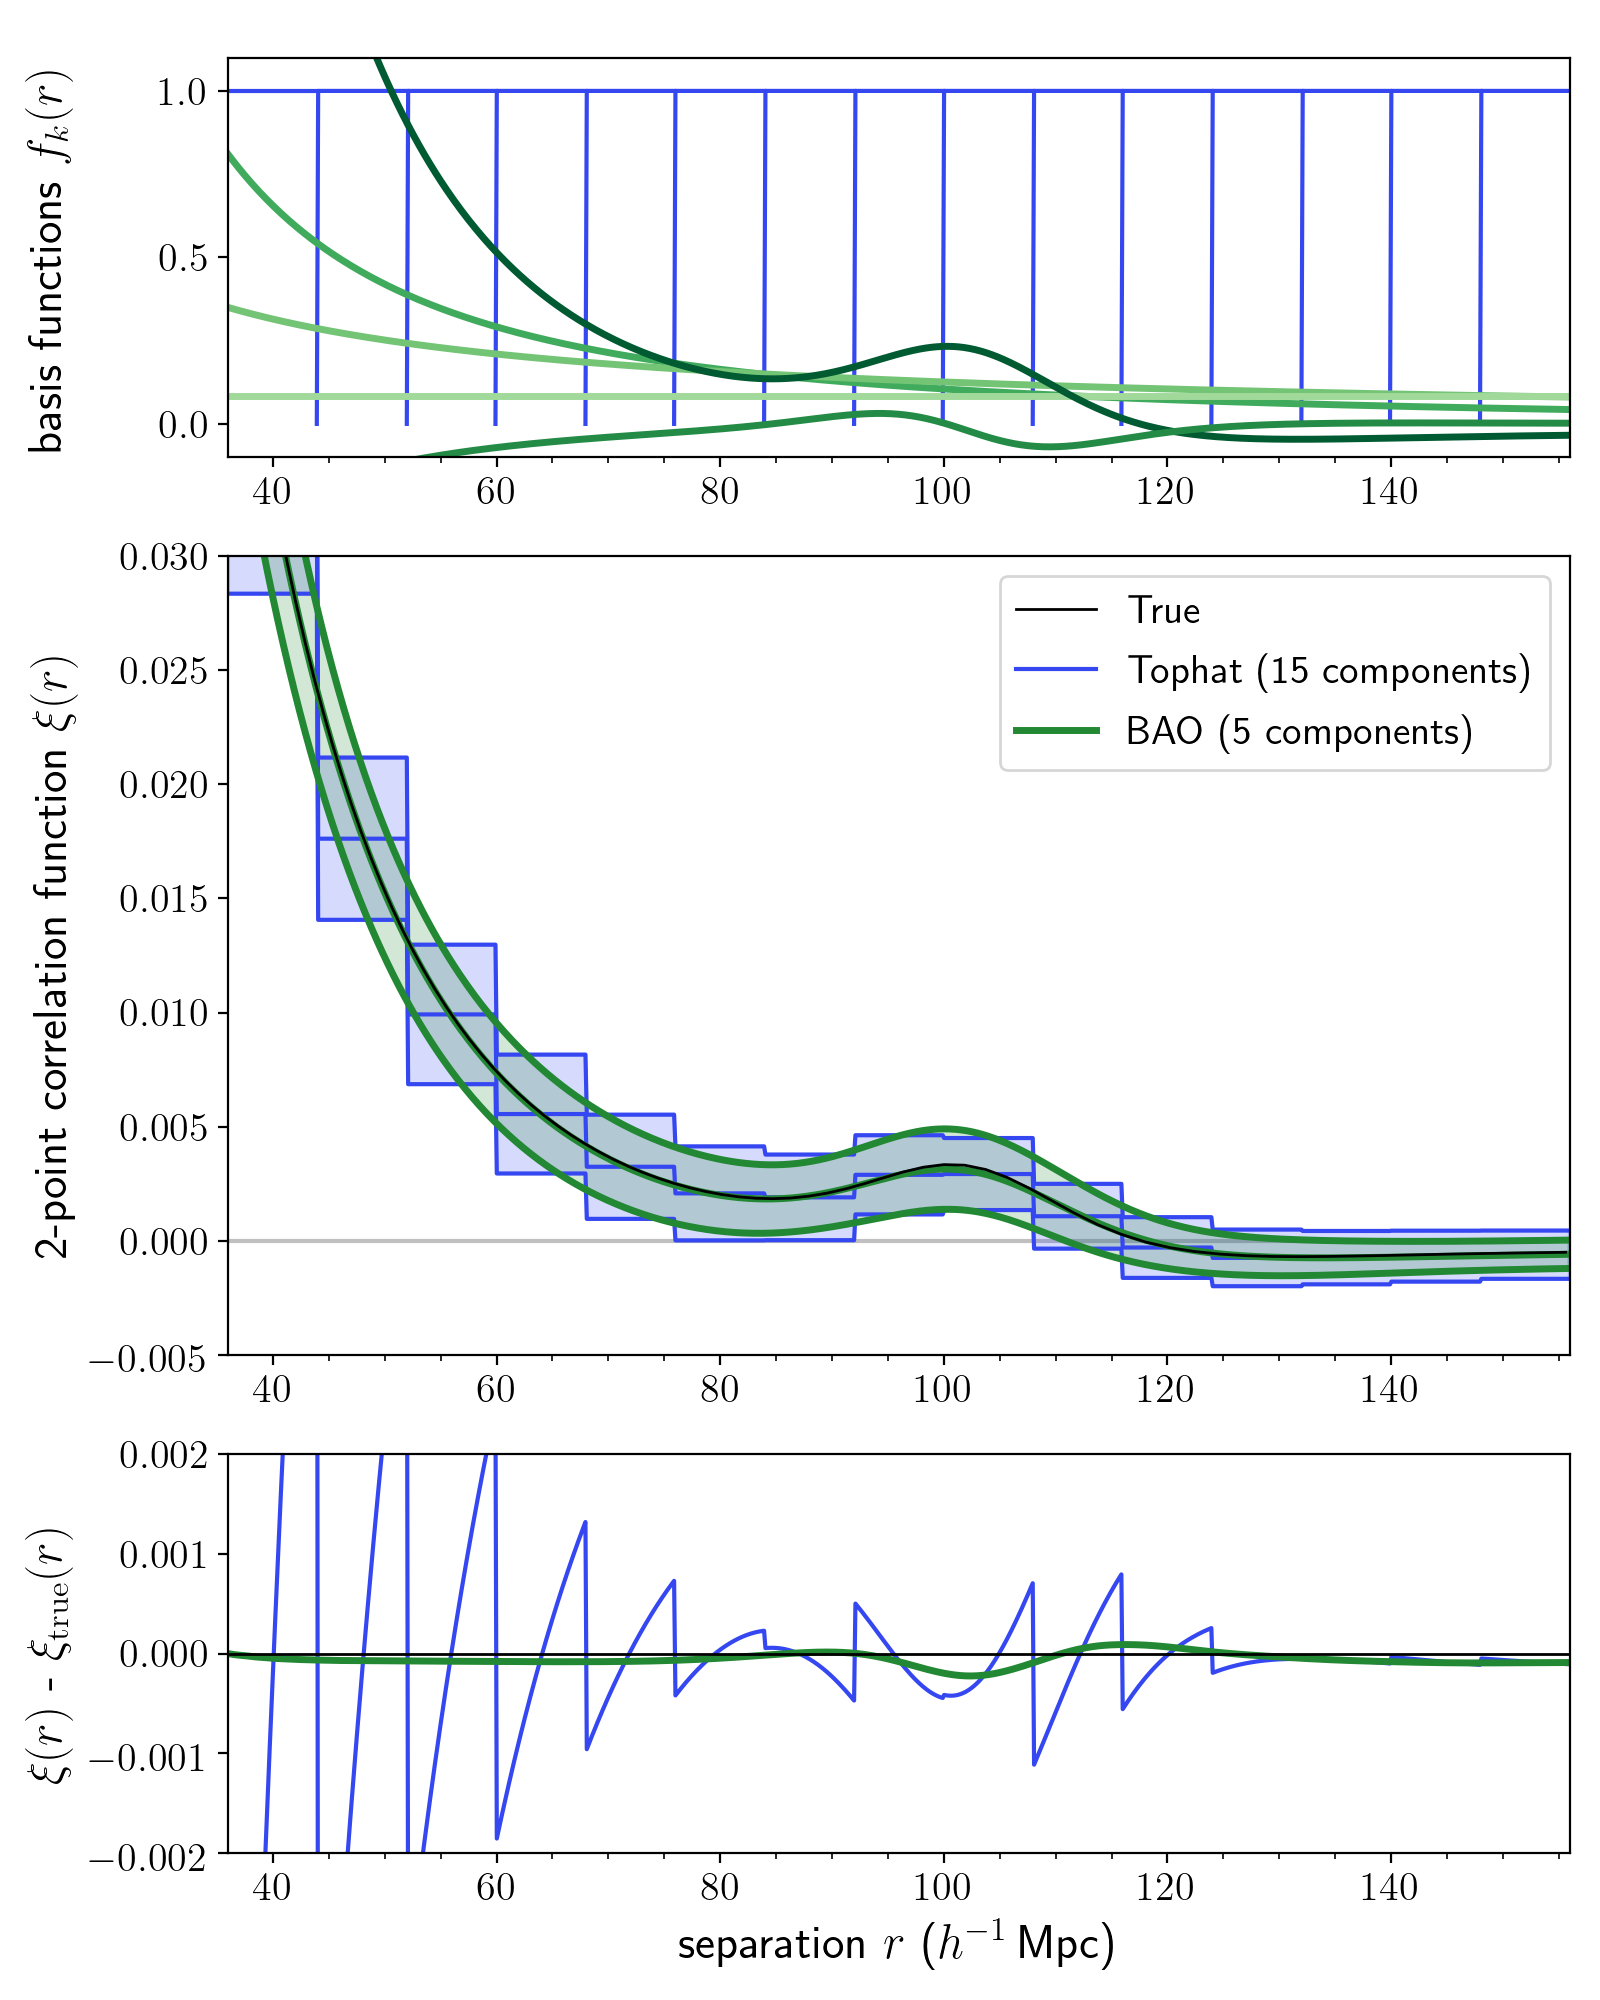 basis functions f_k(r)
1.0
0.5
0.0
40 60 80 100 120 140
2-point correlation function ξ(r)
0.030
0.025
0.020
0.015
0.010
0.005
0.000
−0.005
True
Tophat (15 components)
BAO (5 components)
40 60 80 100 120 140
ξ(r) - ξ_true(r)
0.002
0.001
0.000
−0.001
−0.002
40 60 80 100 120 140
separation r (h⁻¹ Mpc)